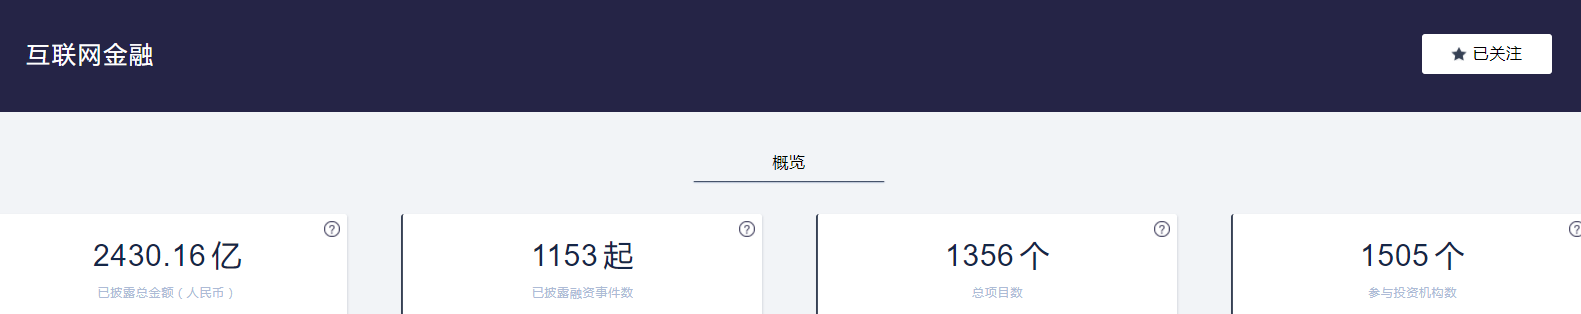 互联网金融
已关注
概览
2430.16亿
已披露总金额（人民币）
1153起
已披露融资事件数
1356个
总项目数
1505个
参与投资机构数